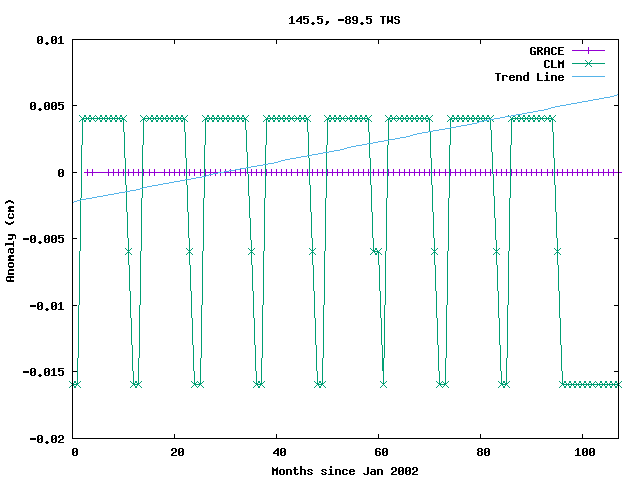 145.5, -89.5 TWS
0.01
0.005
0
-0.005
-0.01
-0.015
-0.02
Anomaly (cm)
GRACE
CLM
Trend Line
0 20 40 60 80 100
Months since Jan 2002